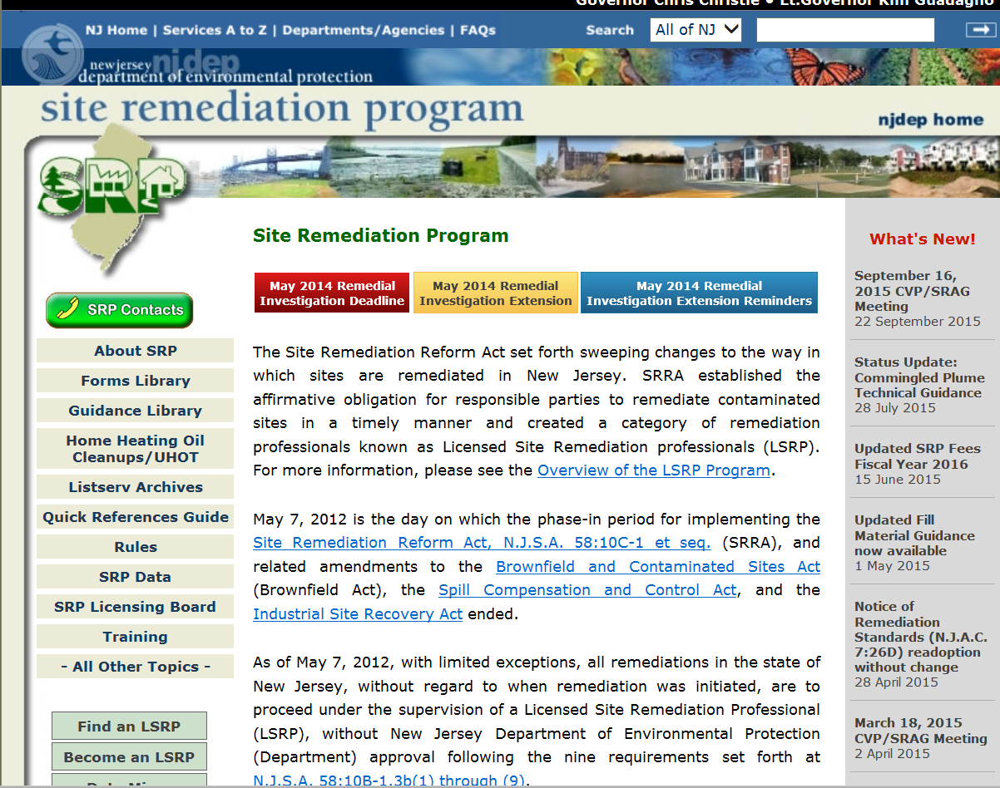 Governor Chris Christie • Lt.Governor Kim Guadagno
NJ Home | Services A to Z | Departments/Agencies | FAQs
Search
All of NJ
newjersey njdep
department of environmental protection
site remediation program
njdep home
SRP
SRP Contacts
About SRP
Forms Library
Guidance Library
Home Heating Oil
Cleanups/UHOT
Listserv Archives
Quick References Guide
Rules
SRP Data
SRP Licensing Board
Training
- All Other Topics -
Find an LSRP
Become an LSRP
Site Remediation Program
May 2014 Remedial
Investigation Deadline
May 2014 Remedial
Investigation Extension
May 2014 Remedial
Investigation Extension Reminders
The Site Remediation Reform Act set forth sweeping changes to the way in
which sites are remediated in New Jersey. SRRA established the
affirmative obligation for responsible parties to remediate contaminated
sites in a timely manner and created a category of remediation
professionals known as Licensed Site Remediation professionals (LSRP).
For more information, please see the Overview of the LSRP Program.
May 7, 2012 is the day on which the phase-in period for implementing the
Site Remediation Reform Act, N.J.S.A. 58:10C-1 et seq. (SRRA), and
related amendments to the Brownfield and Contaminated Sites Act
(Brownfield Act), the Spill Compensation and Control Act, and the
Industrial Site Recovery Act ended.
As of May 7, 2012, with limited exceptions, all remediations in the state of
New Jersey, without regard to when remediation was initiated, are to
proceed under the supervision of a Licensed Site Remediation Professional
(LSRP), without New Jersey Department of Environmental Protection
(Department) approval following the nine requirements set forth at
N.J.S.A. 58:10B-1.3b(1) through (9).
What's New!
September 16,
2015 CVP/SRAG
Meeting
22 September 2015
Status Update:
Commingled Plume
Technical Guidance
28 July 2015
Updated SRP Fees
Fiscal Year 2016
15 June 2015
Updated Fill
Material Guidance
now available
1 May 2015
Notice of
Remediation
Standards (N.J.A.C.
7:26D) readoption
without change
28 April 2015
March 18, 2015
CVP/SRAG Meeting
2 April 2015